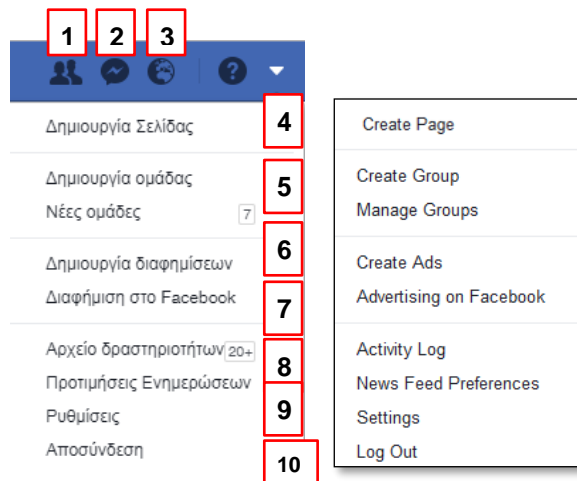 1 2 3
Δημιουργία Σελίδας 4
Δημιουργία ομάδας 5
Νέες ομάδες 7
6
Δημιουργία διαφημίσεων
Διαφήμιση στο Facebook 7
Αρχείο δραστηριοτήτων 20+ 8
Προτιμήσεις Ενημερώσεων
Ρυθμίσεις 9
Αποσύνδεση 10
Create Page
Create Group
Manage Groups
Create Ads
Advertising on Facebook
Activity Log
News Feed Preferences
Settings
Log Out